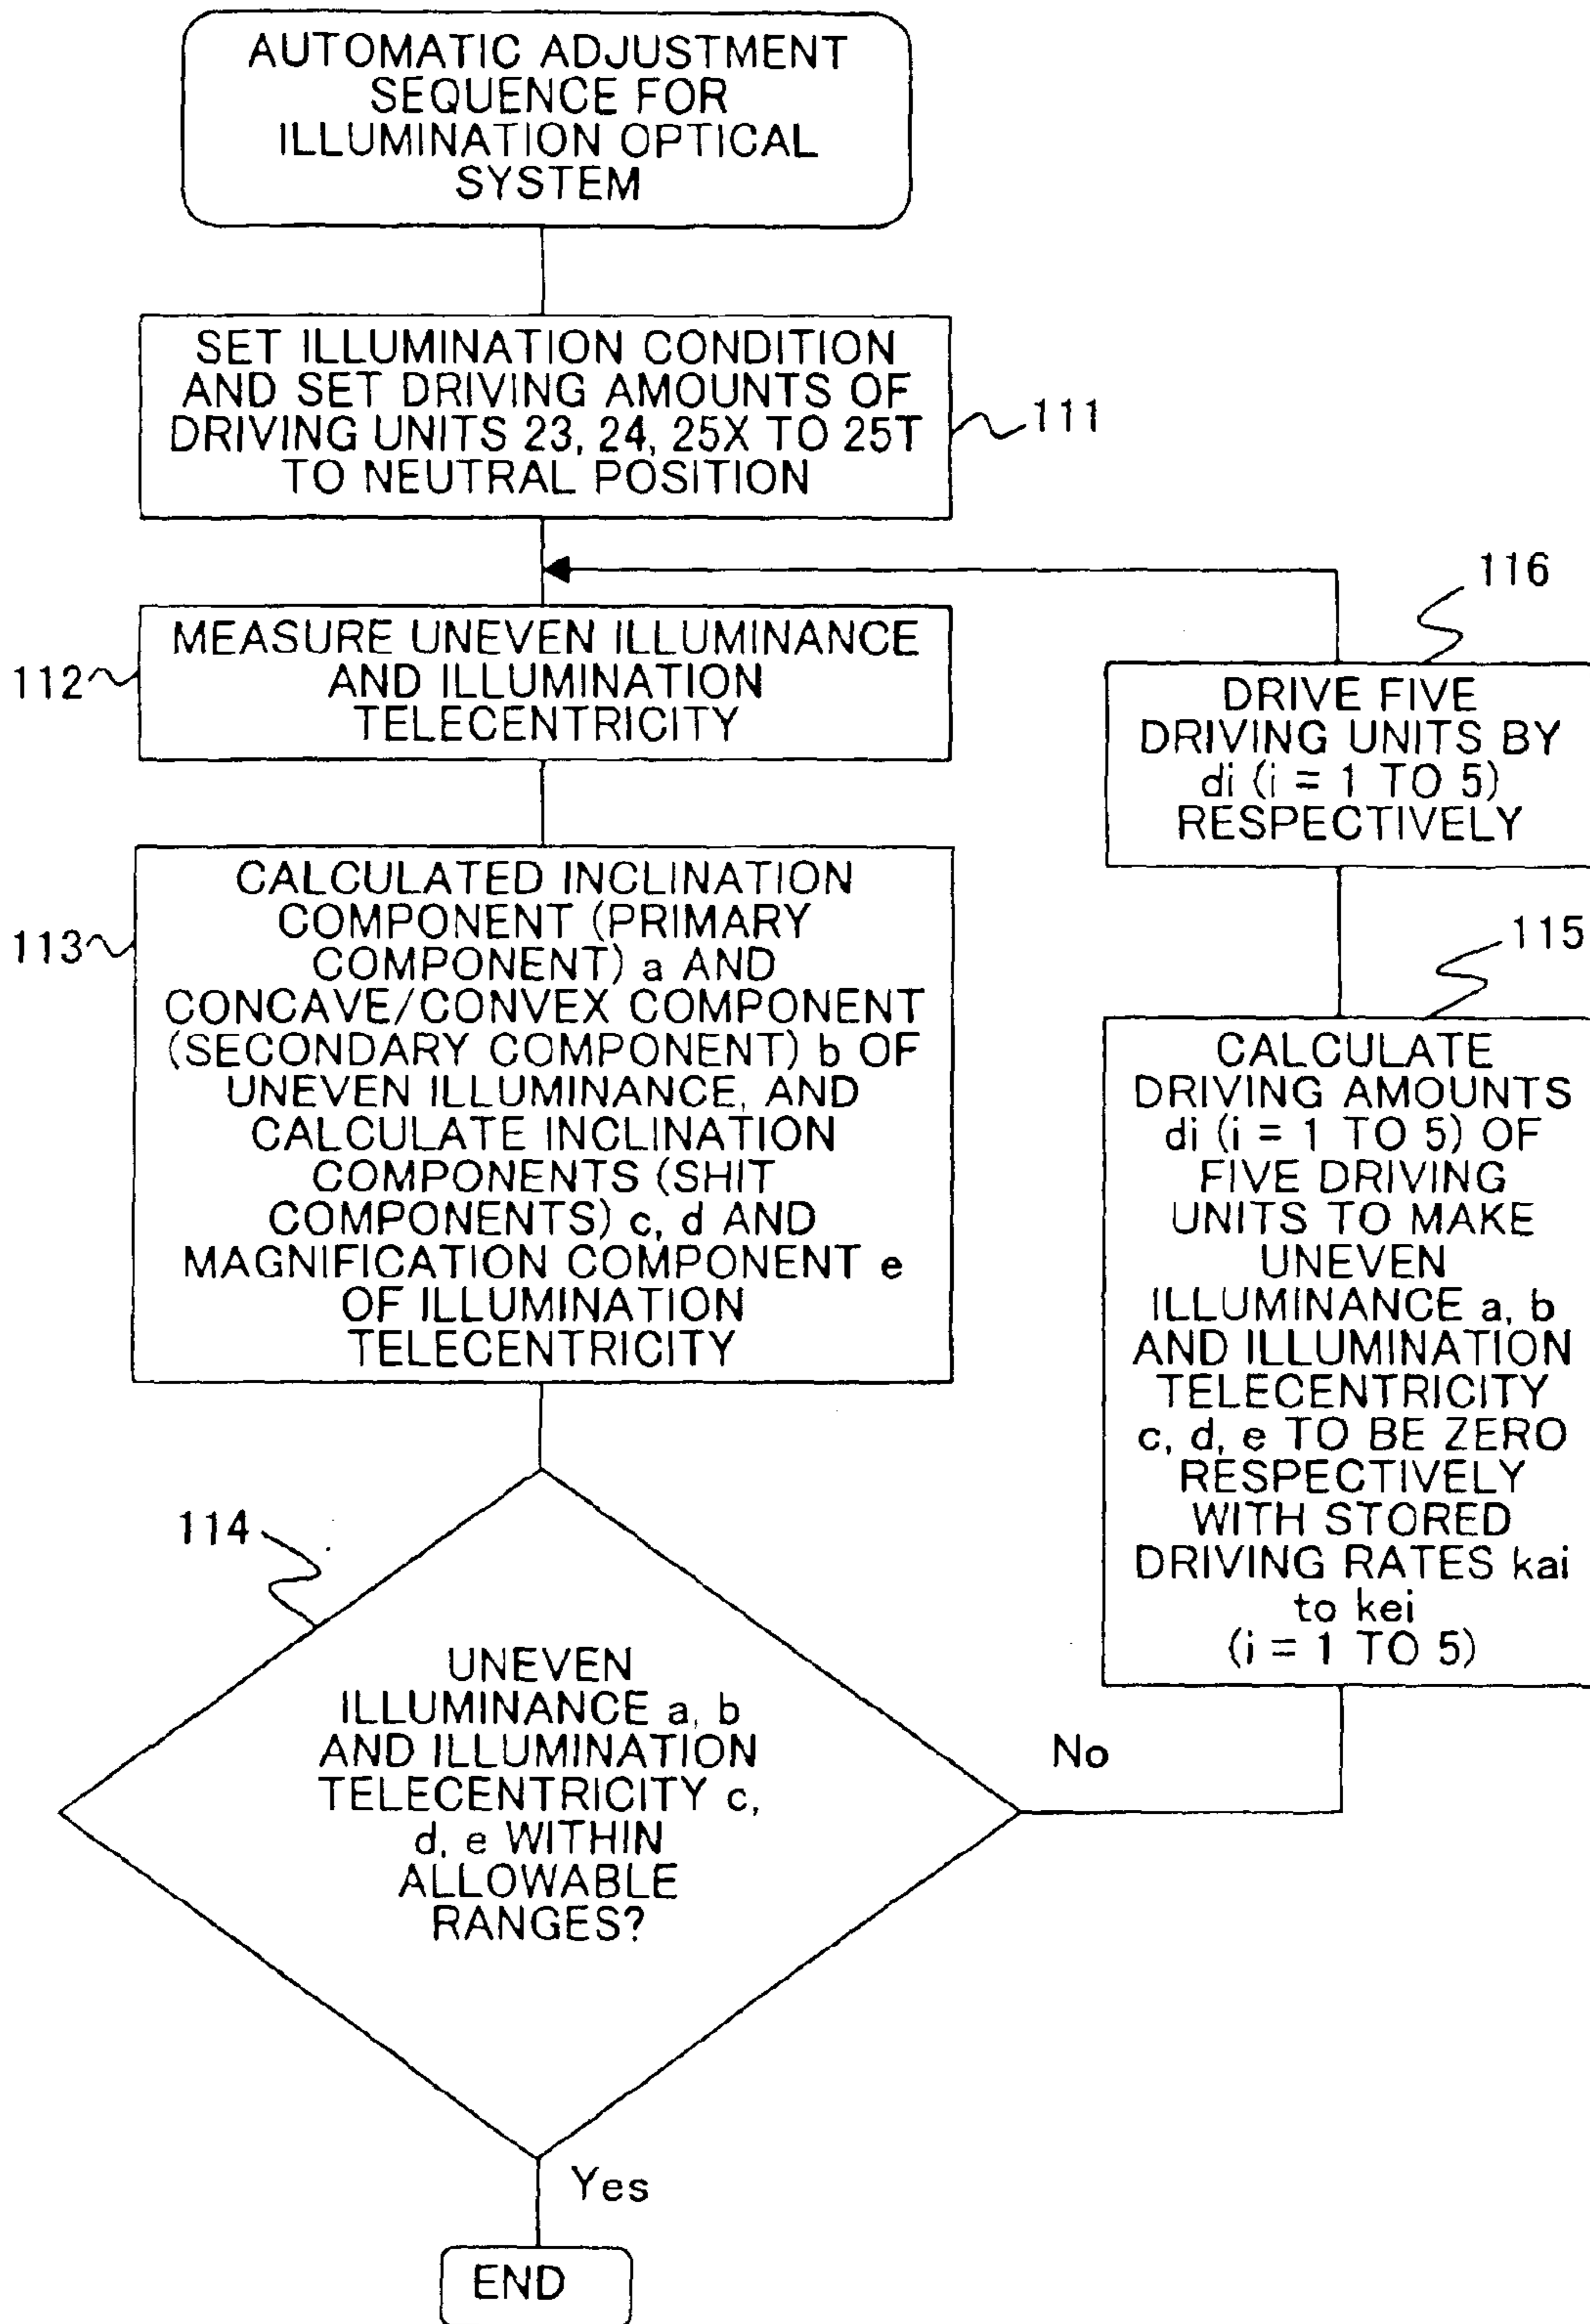 AUTOMATIC ADJUSTMENT
SEQUENCE FOR
ILLUMINATION OPTICAL
SYSTEM
SET ILLUMINATION CONDITION
AND SET DRIVING AMOUNTS OF
DRIVING UNITS 23, 24, 25X TO 25T
TO NEUTRAL POSITION
111
MEASURE UNEVEN ILLUMINANCE
AND ILLUMINATION
TELECENTRICITY
112
CALCULATED INCLINATION
COMPONENT (PRIMARY
COMPONENT) a AND
CONCAVE/CONVEX COMPONENT
(SECONDARY COMPONENT) b OF
UNEVEN ILLUMINANCE, AND
CALCULATE INCLINATION
COMPONENTS (SHIT
COMPONENTS) c, d AND
MAGNIFICATION COMPONENT e
OF ILLUMINATION
TELECENTRICITY
113
114
UNEVEN
ILLUMINANCE a, b
AND ILLUMINATION
TELECENTRICITY c,
d, e WITHIN
ALLOWABLE
RANGES?
No
Yes
END
115
CALCULATE
DRIVING AMOUNTS
di (i = 1 TO 5) OF
FIVE DRIVING
UNITS TO MAKE
UNEVEN
ILLUMINANCE a, b
AND ILLUMINATION
TELECENTRICITY
c, d, e TO BE ZERO
RESPECTIVELY
WITH STORED
DRIVING RATES kai
to kei
(i = 1 TO 5)
116
DRIVE FIVE
DRIVING UNITS BY
di (i = 1 TO 5)
RESPECTIVELY